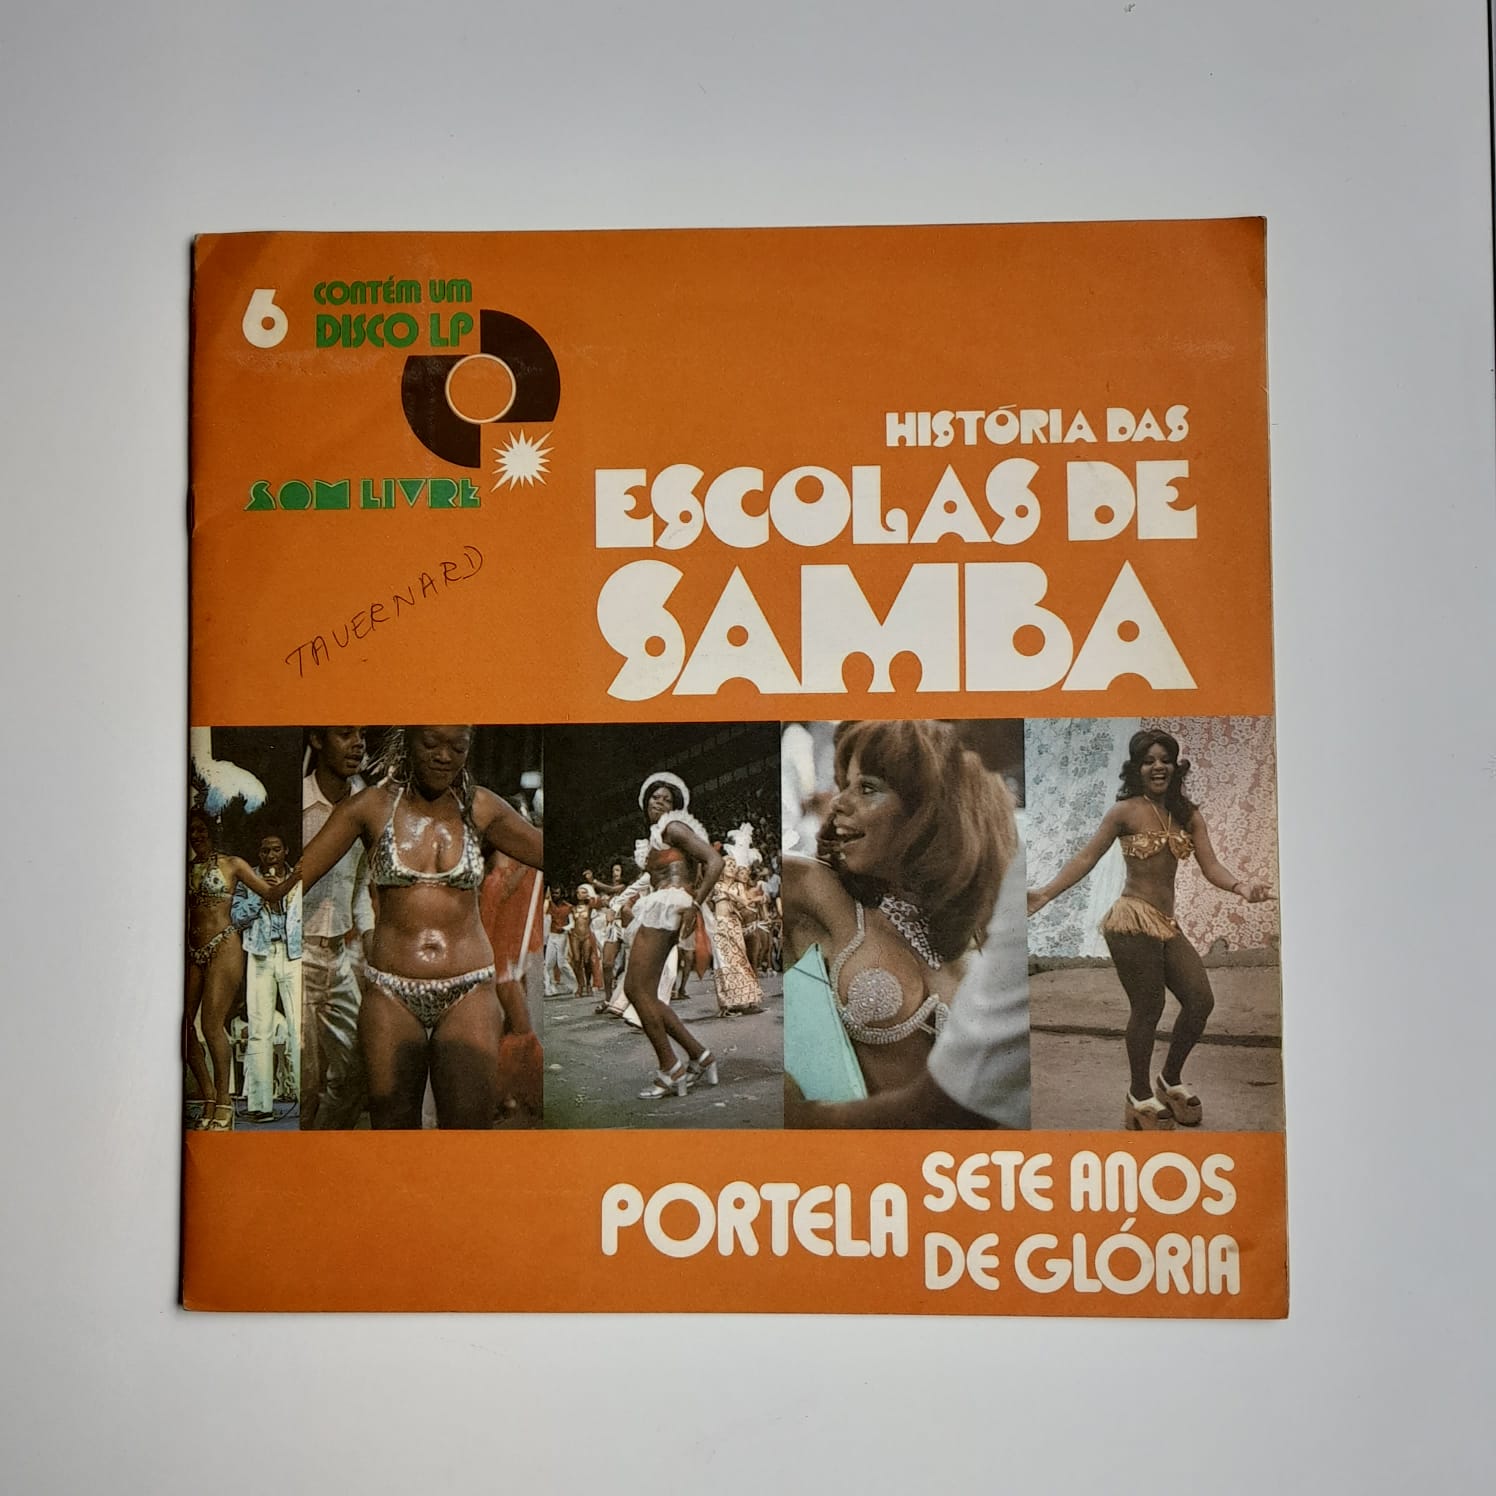 6
CONTÉM UM
DISCO LP
SOM LIVRE
TAVERNARD
HISTÓRIA DAS
ESCOLAS DE
SAMBA
PORTELA
SETE ANOS
DE GLÓRIA